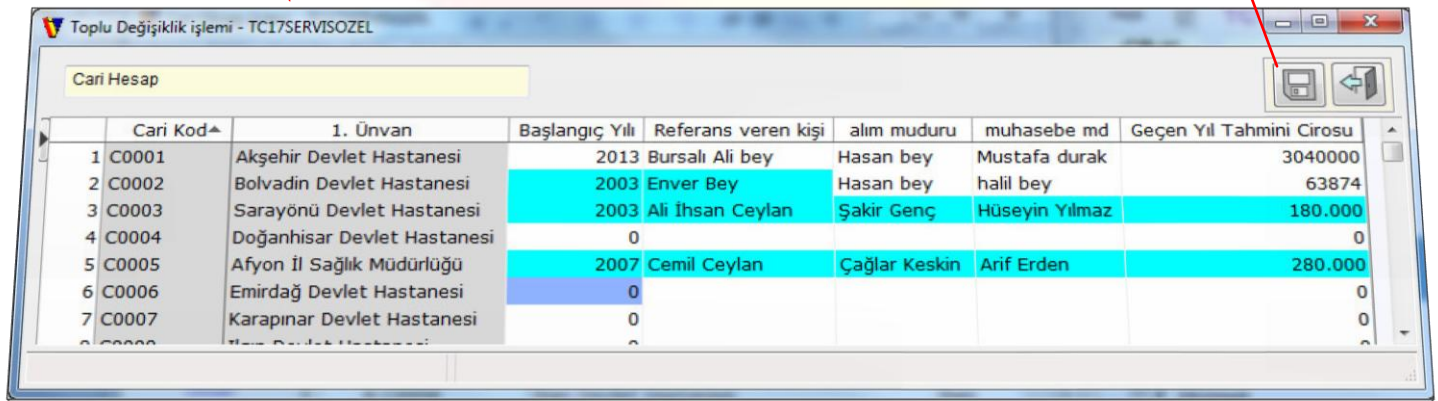 Toplu Değişiklik işlemi - TC17SERVISOZEL
Cari Hesap
Cari Kod 1. Ünvan Başlangıç Yılı Referans veren kişi alım muduru muhasebe md Geçen Yıl Tahmini Cirosu
1 C0001 Akşehir Devlet Hastanesi 2013 Bursalı Ali bey Hasan bey Mustafa durak 3040000
2 C0002 Bolvadin Devlet Hastanesi 2003 Enver Bey Hasan bey halil bey 63874
3 C0003 Sarayönü Devlet Hastanesi 2003 Ali İhsan Ceylan Şakir Genç Hüseyin Yılmaz 180.000
4 C0004 Doğanhisar Devlet Hastanesi 0 0
5 C0005 Afyon İl Sağlık Müdürlüğü 2007 Cemil Ceylan Çağlar Keskin Arif Erden 280.000
6 C0006 Emirdağ Devlet Hastanesi 0 0
7 C0007 Karapınar Devlet Hastanesi 0 0